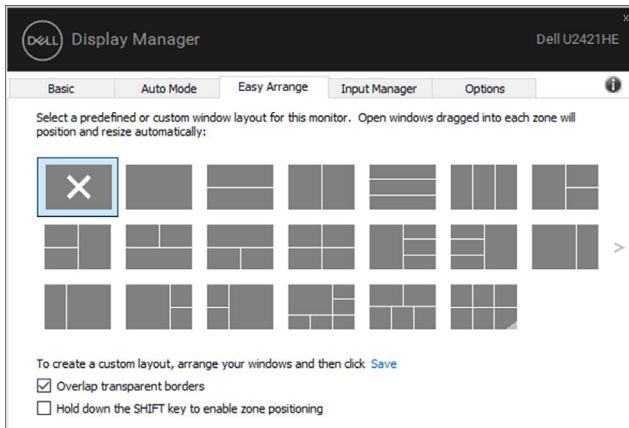 x
DELL Display Manager Dell U2421HE
Basic Auto Mode Easy Arrange Input Manager Options
Select a predefined or custom window layout for this monitor. Open windows dragged into each zone will
position and resize automatically:
To create a custom layout, arrange your windows and then click Save
Overlap transparent borders
Hold down the SHIFT key to enable zone positioning